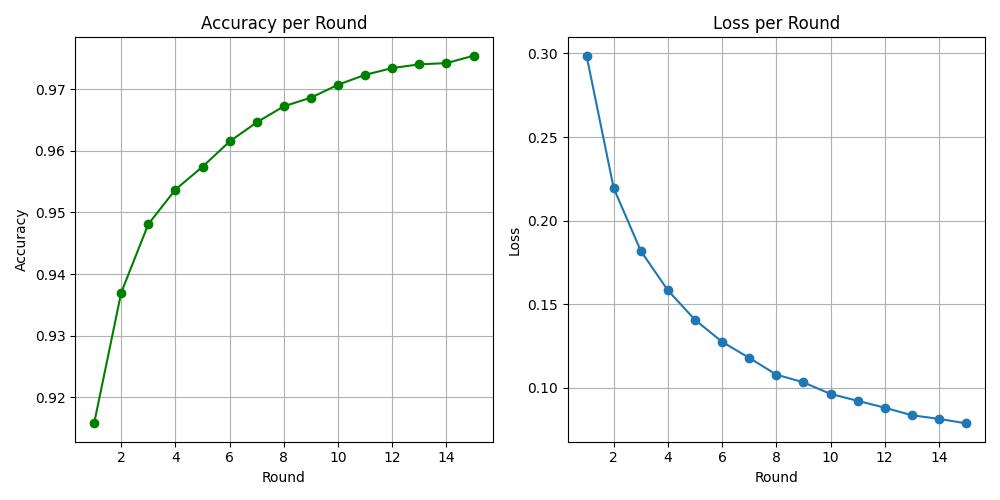 Accuracy per Round
Accuracy
0.97
0.96
0.95
0.94
0.93
0.92
2 4 6 8 10 12 14
Round
Loss per Round
Loss
0.30
0.25
0.20
0.15
0.10
2 4 6 8 10 12 14
Round